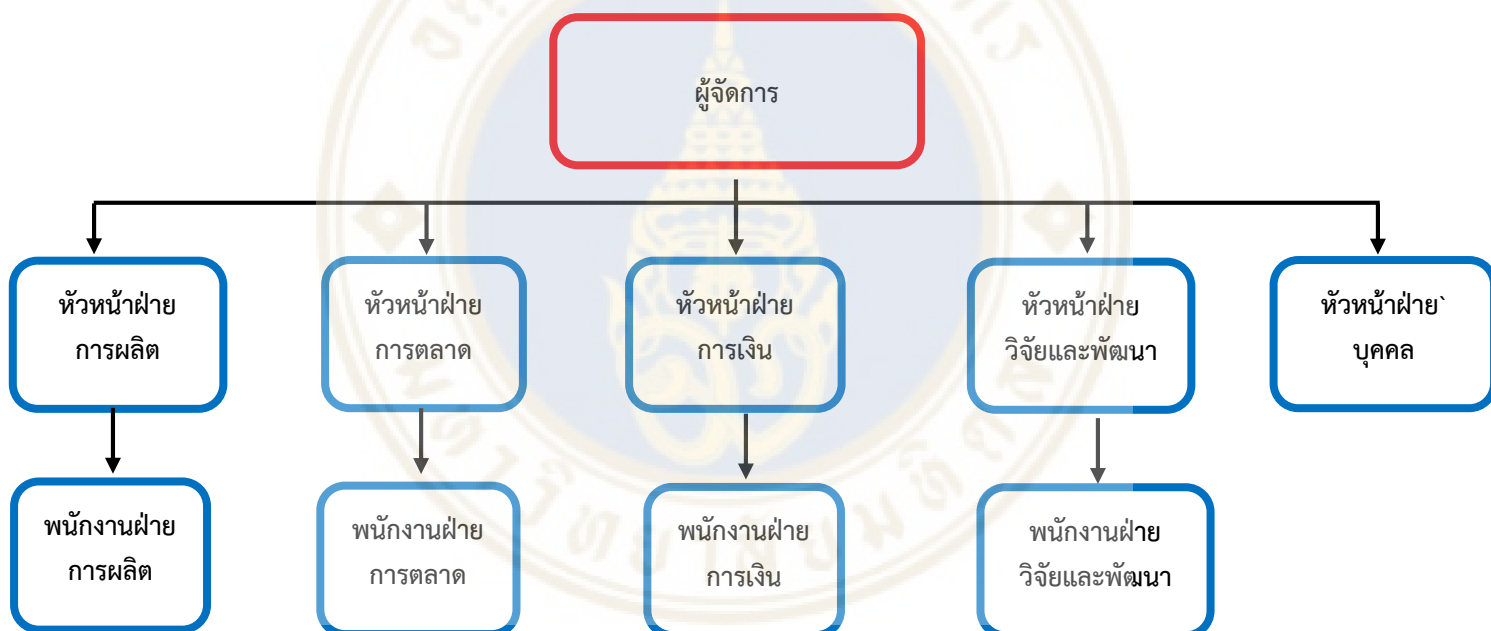 ผู้จัดการ
หัวหน้าฝ่าย
การผลิต
หัวหน้าฝ่าย
การตลาด
หัวหน้าฝ่าย
การเงิน
หัวหน้าฝ่าย
วิจัยและพัฒนา
หัวหน้าฝ่าย`
บุคคล
พนักงานฝ่าย
การผลิต
พนักงานฝ่าย
การตลาด
พนักงานฝ่าย
การเงิน
พนักงานฝ่าย
วิจัยและพัฒนา